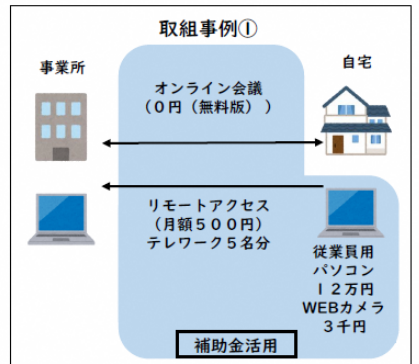 取組事例①
事業所
自宅
オンライン会議
（０円（無料版））
リモートアクセス
（月額５００円）
テレワーク５名分
従業員用
パソコン
１２万円
WEBカメラ
３千円
補助金活用